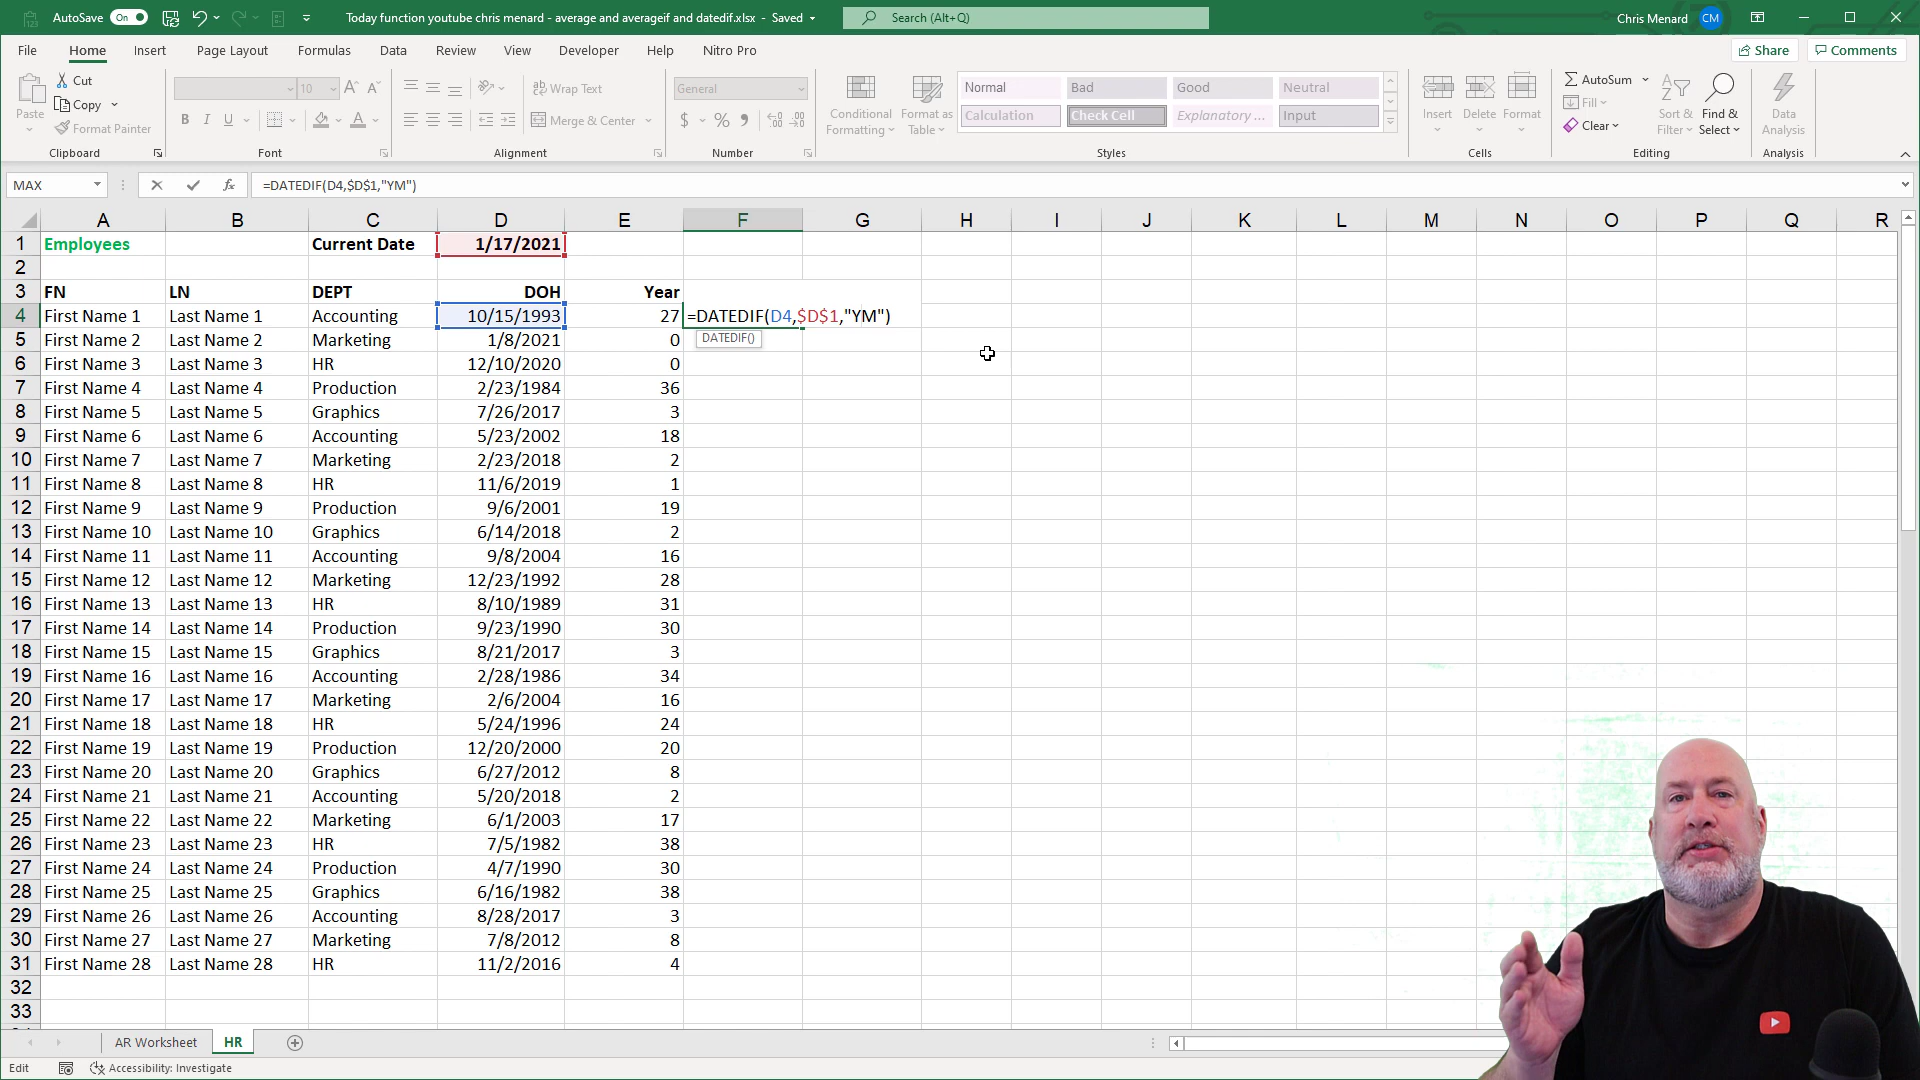 AutoSave On Today function youtube chris menard - average and averageif and datedif.xlsx - Saved Search (Alt+Q) Chris Menard CM
File Home Insert Page Layout Formulas Data Review View Developer Help Nitro Pro Share Comments
Paste Cut Copy Format Painter Clipboard
10 B I U Font
Wrap Text Merge & Center Alignment
General $ % Number
Conditional Formatting Format as Table Normal Bad Good Neutral Calculation Check Cell Explanatory ... Input Styles
Insert Delete Format Cells
AutoSum Fill Clear Sort & Filter Find & Select Editing
Data Analysis Analysis
MAX fx =DATEDIF(D4,$D$1,"YM")
A B C D E F G H I J K L M N O P Q R
1 Employees Current Date 1/17/2021
2
3 FN LN DEPT DOH Year
4 First Name 1 Last Name 1 Accounting 10/15/1993 27 =DATEDIF(D4,$D$1,"YM")
DATEDIF()
5 First Name 2 Last Name 2 Marketing 1/8/2021 0
6 First Name 3 Last Name 3 HR 12/10/2020 0
7 First Name 4 Last Name 4 Production 2/23/1984 36
8 First Name 5 Last Name 5 Graphics 7/26/2017 3
9 First Name 6 Last Name 6 Accounting 5/23/2002 18
10 First Name 7 Last Name 7 Marketing 2/23/2018 2
11 First Name 8 Last Name 8 HR 11/6/2019 1
12 First Name 9 Last Name 9 Production 9/6/2001 19
13 First Name 10 Last Name 10 Graphics 6/14/2018 2
14 First Name 11 Last Name 11 Accounting 9/8/2004 16
15 First Name 12 Last Name 12 Marketing 12/23/1992 28
16 First Name 13 Last Name 13 HR 8/10/1989 31
17 First Name 14 Last Name 14 Production 9/23/1990 30
18 First Name 15 Last Name 15 Graphics 8/21/2017 3
19 First Name 16 Last Name 16 Accounting 2/28/1986 34
20 First Name 17 Last Name 17 Marketing 2/6/2004 16
21 First Name 18 Last Name 18 HR 5/24/1996 24
22 First Name 19 Last Name 19 Production 12/20/2000 20
23 First Name 20 Last Name 20 Graphics 6/27/2012 8
24 First Name 21 Last Name 21 Accounting 5/20/2018 2
25 First Name 22 Last Name 22 Marketing 6/1/2003 17
26 First Name 23 Last Name 23 HR 7/5/1982 38
27 First Name 24 Last Name 24 Production 4/7/1990 30
28 First Name 25 Last Name 25 Graphics 6/16/1982 38
29 First Name 26 Last Name 26 Accounting 8/28/2017 3
30 First Name 27 Last Name 27 Marketing 7/8/2012 8
31 First Name 28 Last Name 28 HR 11/2/2016 4
32
33
AR Worksheet HR
Edit Accessibility: Investigate